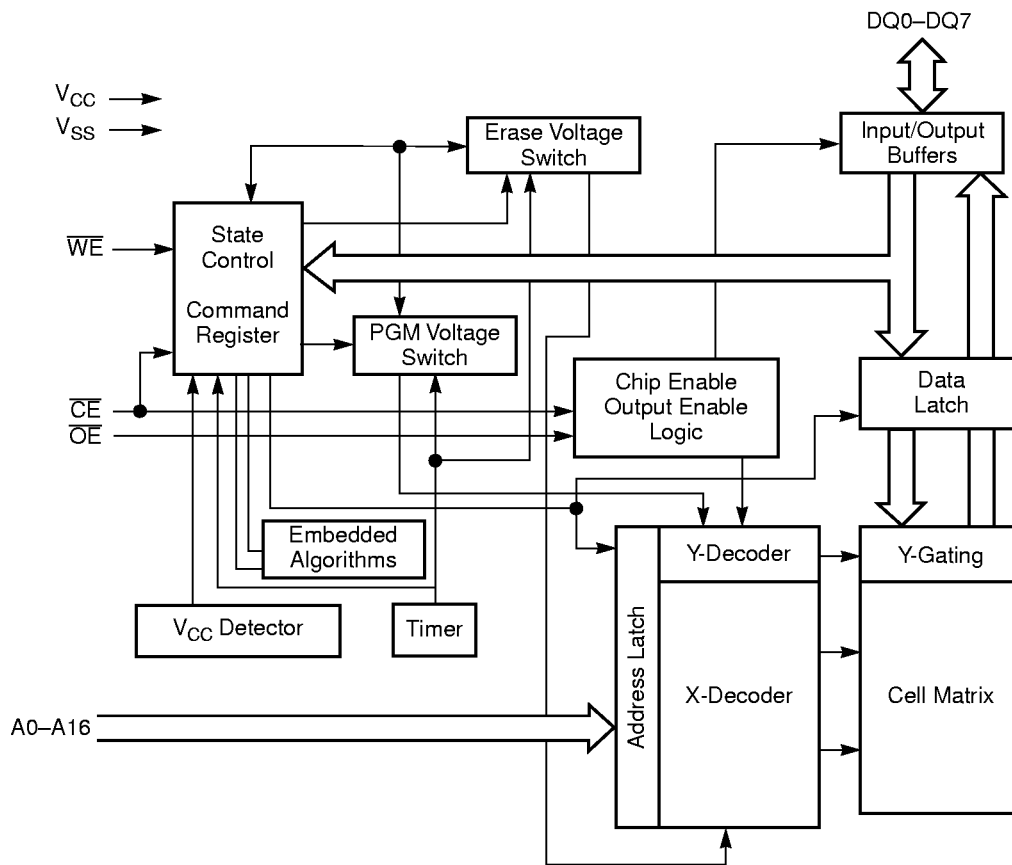 DQ0–DQ7
VCC
VSS
Erase Voltage
Switch
Input/Output
Buffers
WE
State
Control
Command
Register
PGM Voltage
Switch
CE
OE
Chip Enable
Output Enable
Logic
Data
Latch
Embedded
Algorithms
Y-Decoder
Y-Gating
VCC Detector
Timer
Address Latch
X-Decoder
Cell Matrix
A0–A16